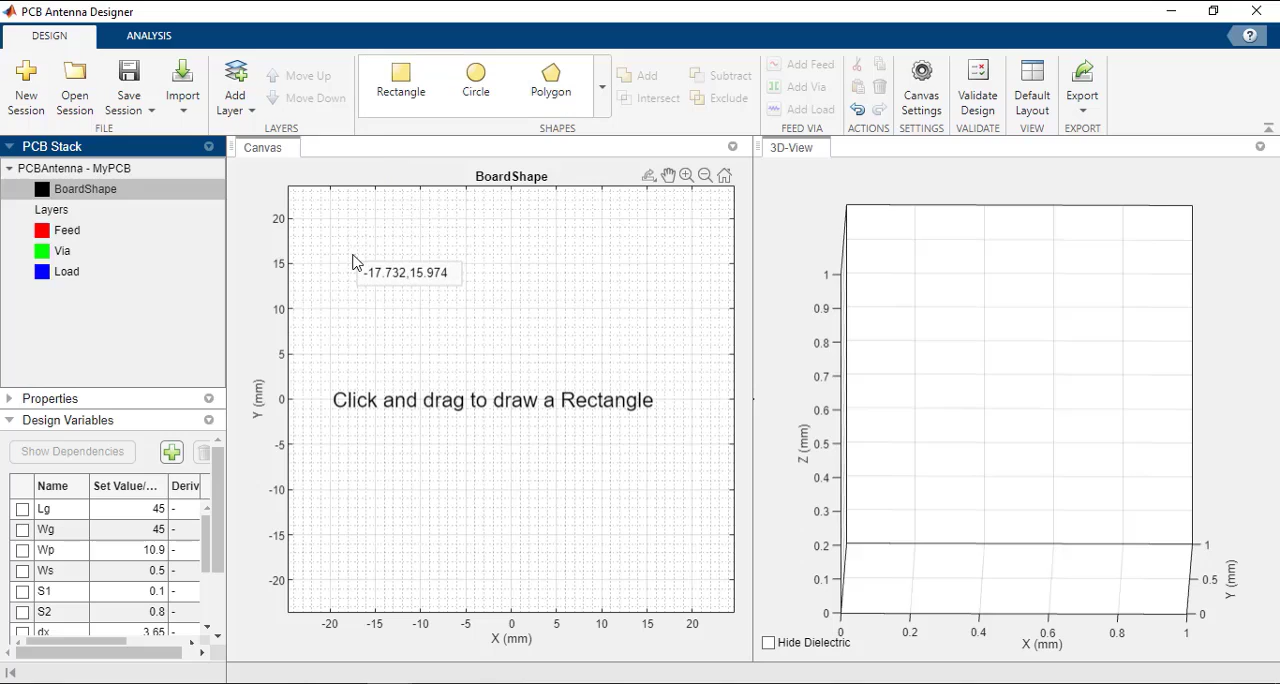 PCB Antenna Designer
DESIGN
ANALYSIS
New Session
Open Session
Save Session
Import
FILE
Add Layer
Move Up
Move Down
LAYERS
Rectangle
Circle
Polygon
Add
Subtract
Intersect
Exclude
SHAPES
Add Feed
Add Via
Add Load
FEED VIA
ACTIONS
Canvas Settings
SETTINGS
Validate Design
VALIDATE
Default Layout
VIEW
Export
EXPORT
PCB Stack
PCBAntenna - MyPCB
BoardShape
Layers
Feed
Via
Load
Properties
Design Variables
Show Dependencies
Name Set Value/... Deriv
Lg 45 -
Wg 45 -
Wp 10.9 -
Ws 0.5 -
S1 0.1 -
S2 0.8 -
dx 3.65 -
Canvas
BoardShape
20
15
10
5
0
-5
-10
-15
-20
Y (mm)
-17.732,15.974
Click and drag to draw a Rectangle
-20 -15 -10 -5 0 5 10 15 20
X (mm)
3D-View
1
0.9
0.8
0.7
0.6
0.5
0.4
0.3
0.2
0.1
0
Z (mm)
0 0.2 0.4 0.6 0.8 1
X (mm)
1
0.5
0
Y (mm)
Hide Dielectric